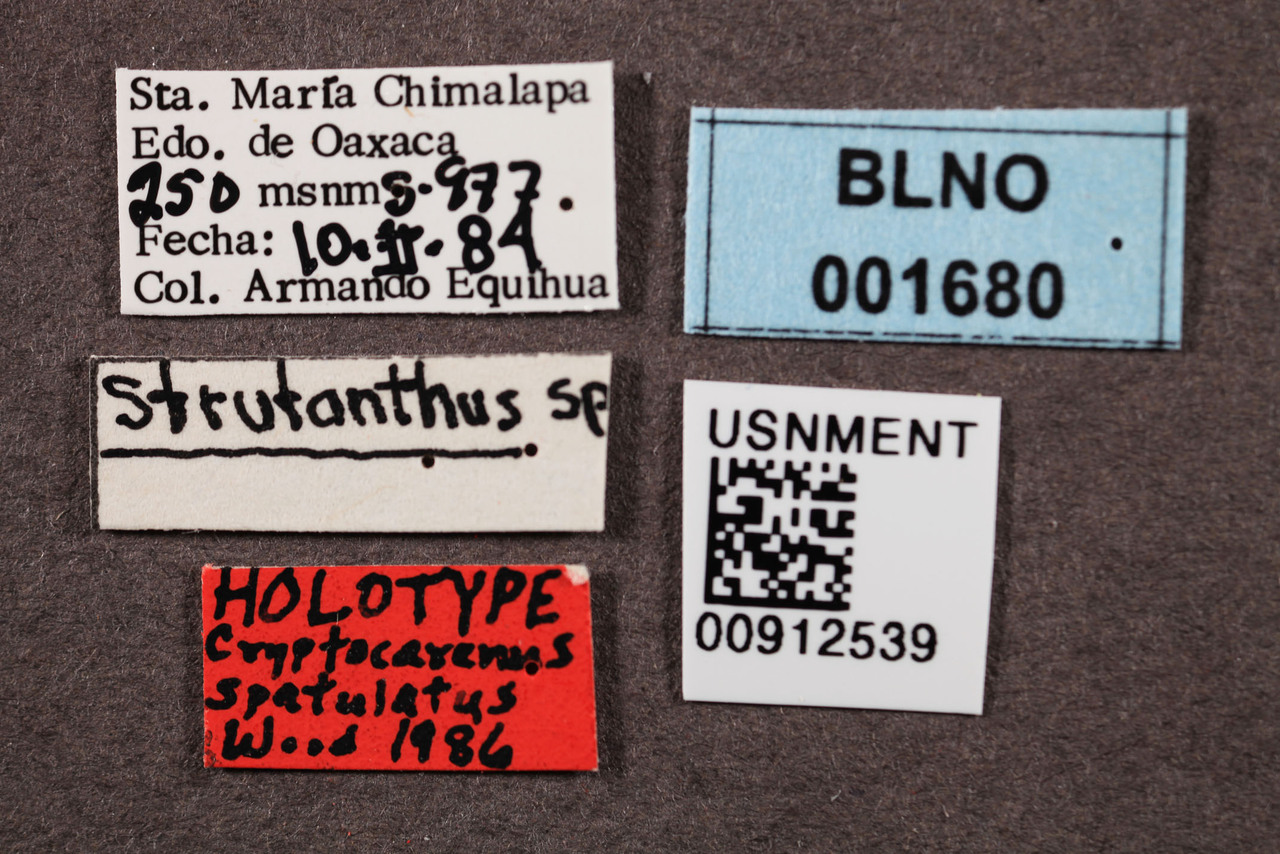 Sta. María Chimalapa
Edo. de Oaxaca
250 msnm S-977.
Fecha: 10.II.84
Col. Armando Equihua
Strutanthus sp
HOLOTYPE
Cryptocarenus
spatulatus
Wood 1986
BLNO
001680
USNMENT
00912539